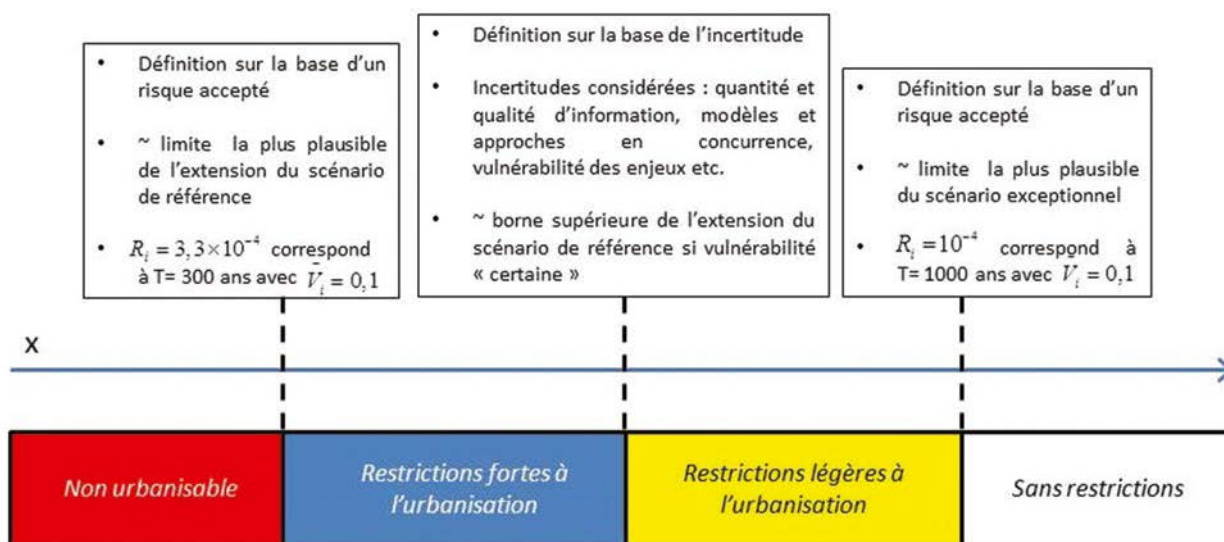 • Définition sur la base d'un
risque accepté
• ~ limite la plus plausible
de l'extension du scénario
de référence
• R_i = 3,3×10⁻⁴ correspond
à T= 300 ans avec V̄_i = 0,1
• Définition sur la base de l'incertitude
• Incertitudes considérées : quantité et
qualité d'information, modèles et
approches en concurrence,
vulnérabilité des enjeux etc.
• ~ borne supérieure de l'extension du
scénario de référence si vulnérabilité
« certaine »
• Définition sur la base d'un
risque accepté
• ~ limite la plus plausible
du scénario exceptionnel
• R_i = 10⁻⁴ correspond à
T= 1000 ans avec V̄_i = 0,1
X
Non urbanisable
Restrictions fortes à
l'urbanisation
Restrictions légères à
l'urbanisation
Sans restrictions